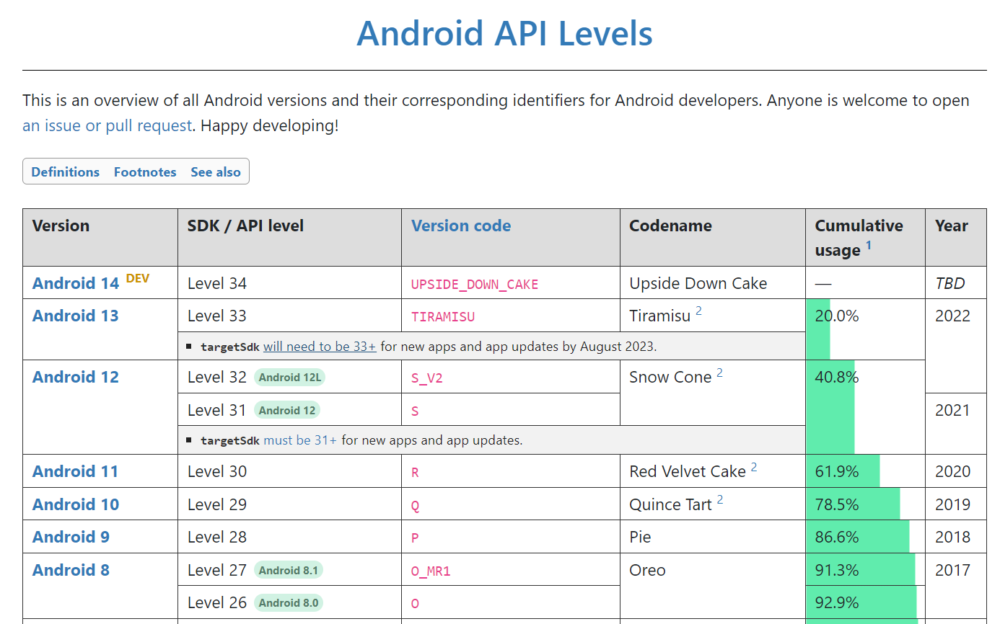 Android API Levels
This is an overview of all Android versions and their corresponding identifiers for Android developers. Anyone is welcome to open
an issue or pull request. Happy developing!
Definitions Footnotes See also
Version SDK / API level Version code Codename Cumulative usage 1 Year
Android 14 DEV Level 34 UPSIDE_DOWN_CAKE Upside Down Cake — TBD
Android 13 Level 33 TIRAMISU Tiramisu 2 20.0% 2022
▪ targetSdk will need to be 33+ for new apps and app updates by August 2023.
Android 12 Level 32 Android 12L S_V2 Snow Cone 2 40.8%
Level 31 Android 12 S 2021
▪ targetSdk must be 31+ for new apps and app updates.
Android 11 Level 30 R Red Velvet Cake 2 61.9% 2020
Android 10 Level 29 Q Quince Tart 2 78.5% 2019
Android 9 Level 28 P Pie 86.6% 2018
Android 8 Level 27 Android 8.1 O_MR1 Oreo 91.3% 2017
Level 26 Android 8.0 O 92.9%